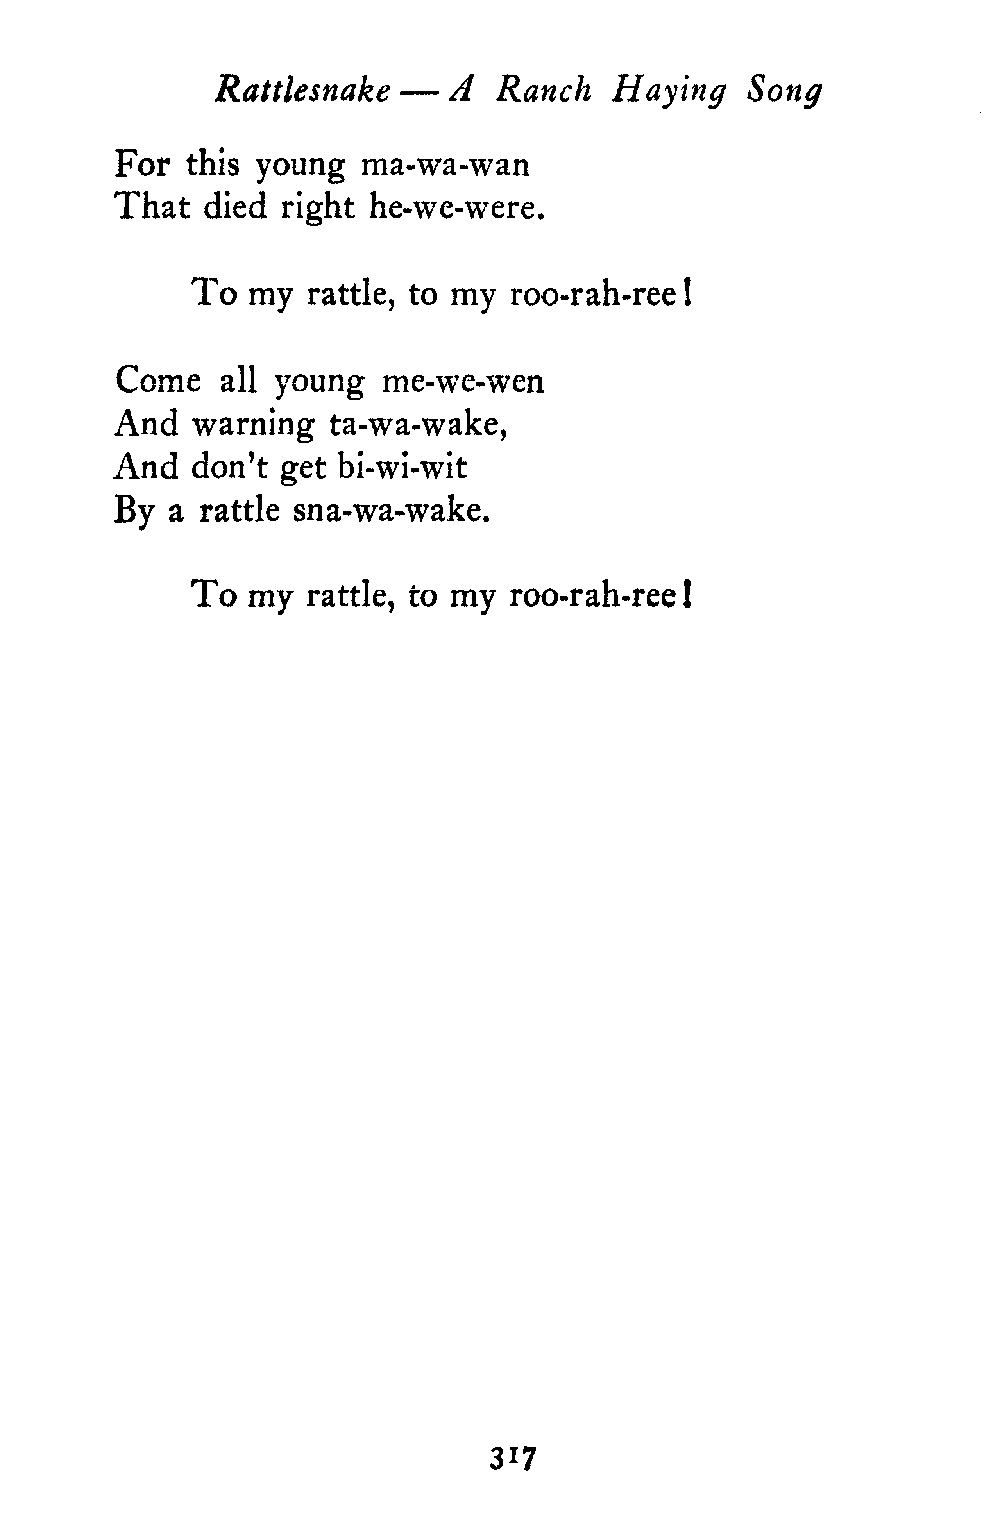 Rattlesnake — A Ranch Haying Song
For this young ma-wa-wan
That died right he-we-were.
To my rattle, to my roo-rah-ree!
Come all young me-we-wen
And warning ta-wa-wake,
And don't get bi-wi-wit
By a rattle sna-wa-wake.
To my rattle, to my roo-rah-ree!
317